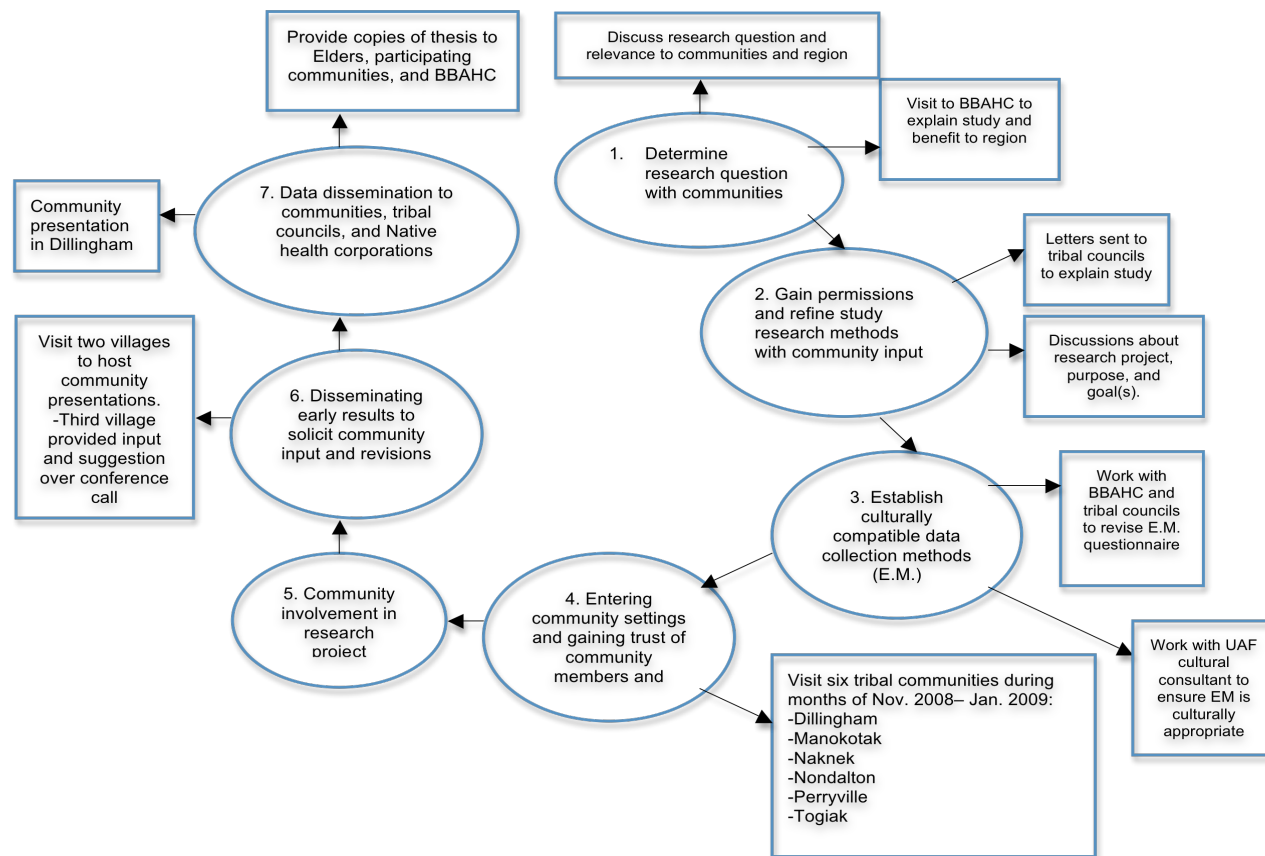 Provide copies of thesis to
Elders, participating
communities, and BBAHC
Discuss research question and
relevance to communities and region
Visit to BBAHC to
explain study and
benefit to region
1. Determine
research question
with communities
7. Data dissemination to
communities, tribal
councils, and Native
health corporations
Community
presentation
in Dillingham
Letters sent to
tribal councils
to explain study
2. Gain permissions
and refine study
research methods
with community input
Discussions about
research project,
purpose, and
goal(s).
Visit two villages
to host
community
presentations.
-Third village
provided input
and suggestion
over conference
call
6. Disseminating
early results to
solicit community
input and revisions
3. Establish
culturally
compatible data
collection methods
(E.M.)
Work with
BBAHC and
tribal councils
to revise E.M.
questionnaire
5. Community
involvement in
research
project
4. Entering
community settings
and gaining trust of
community
members and
Work with UAF
cultural
consultant to
ensure EM is
culturally
appropriate
Visit six tribal communities during
months of Nov. 2008– Jan. 2009:
-Dillingham
-Manokotak
-Naknek
-Nondalton
-Perryville
-Togiak